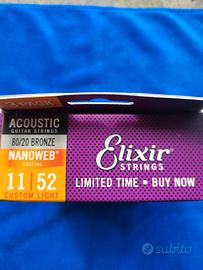 3 PACK
ACOUSTIC
GUITAR STRINGS
80/20 BRONZE
NANOWEB®
COATING
11 52
CUSTOM LIGHT
Elixir
STRINGS
LIMITED TIME • BUY NOW
subito